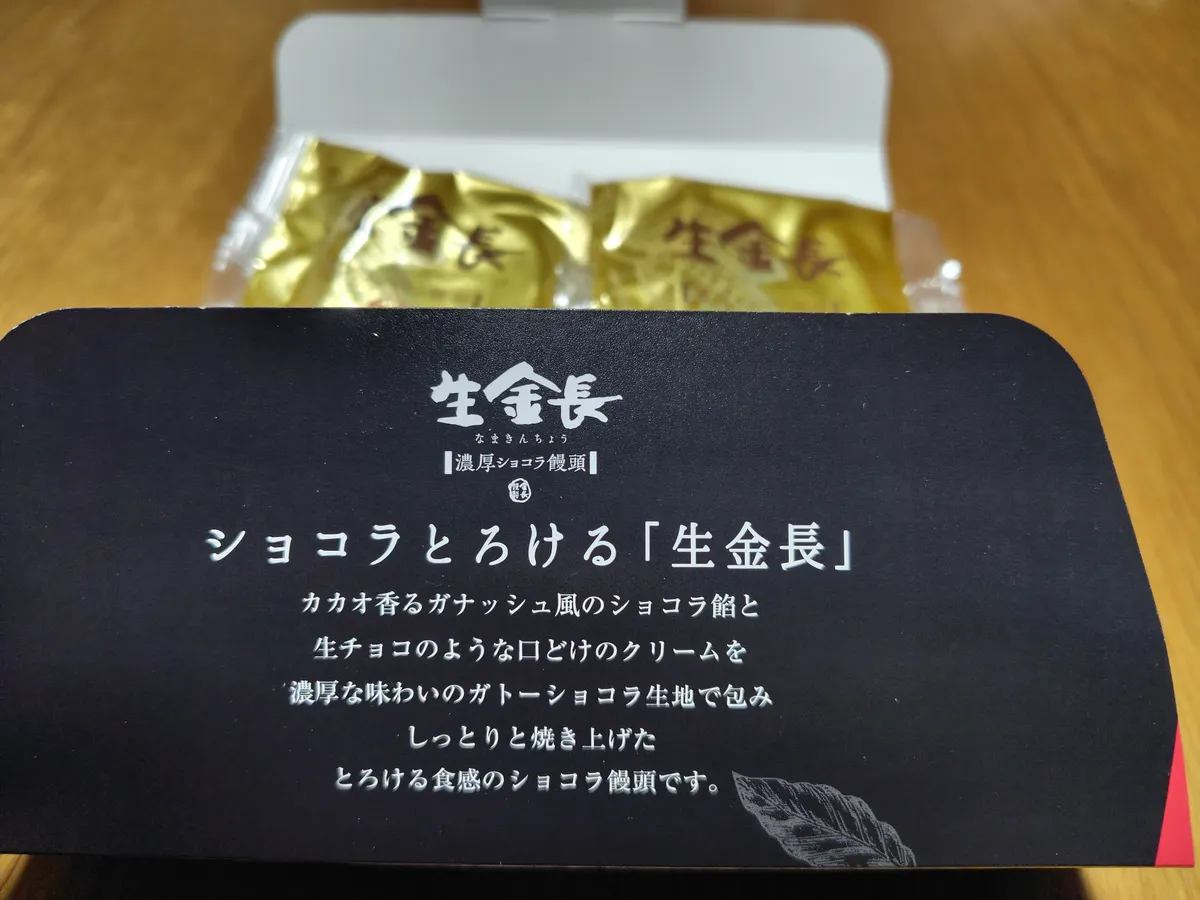 生金長
生金長
生金長
なまきんちょう
濃厚ショコラ饅頭
ショコラとろける「生金長」
カカオ香るガナッシュ風のショコラ餡と
生チョコのような口どけのクリームを
濃厚な味わいのガトーショコラ生地で包み
しっとりと焼き上げた
とろける食感のショコラ饅頭です。